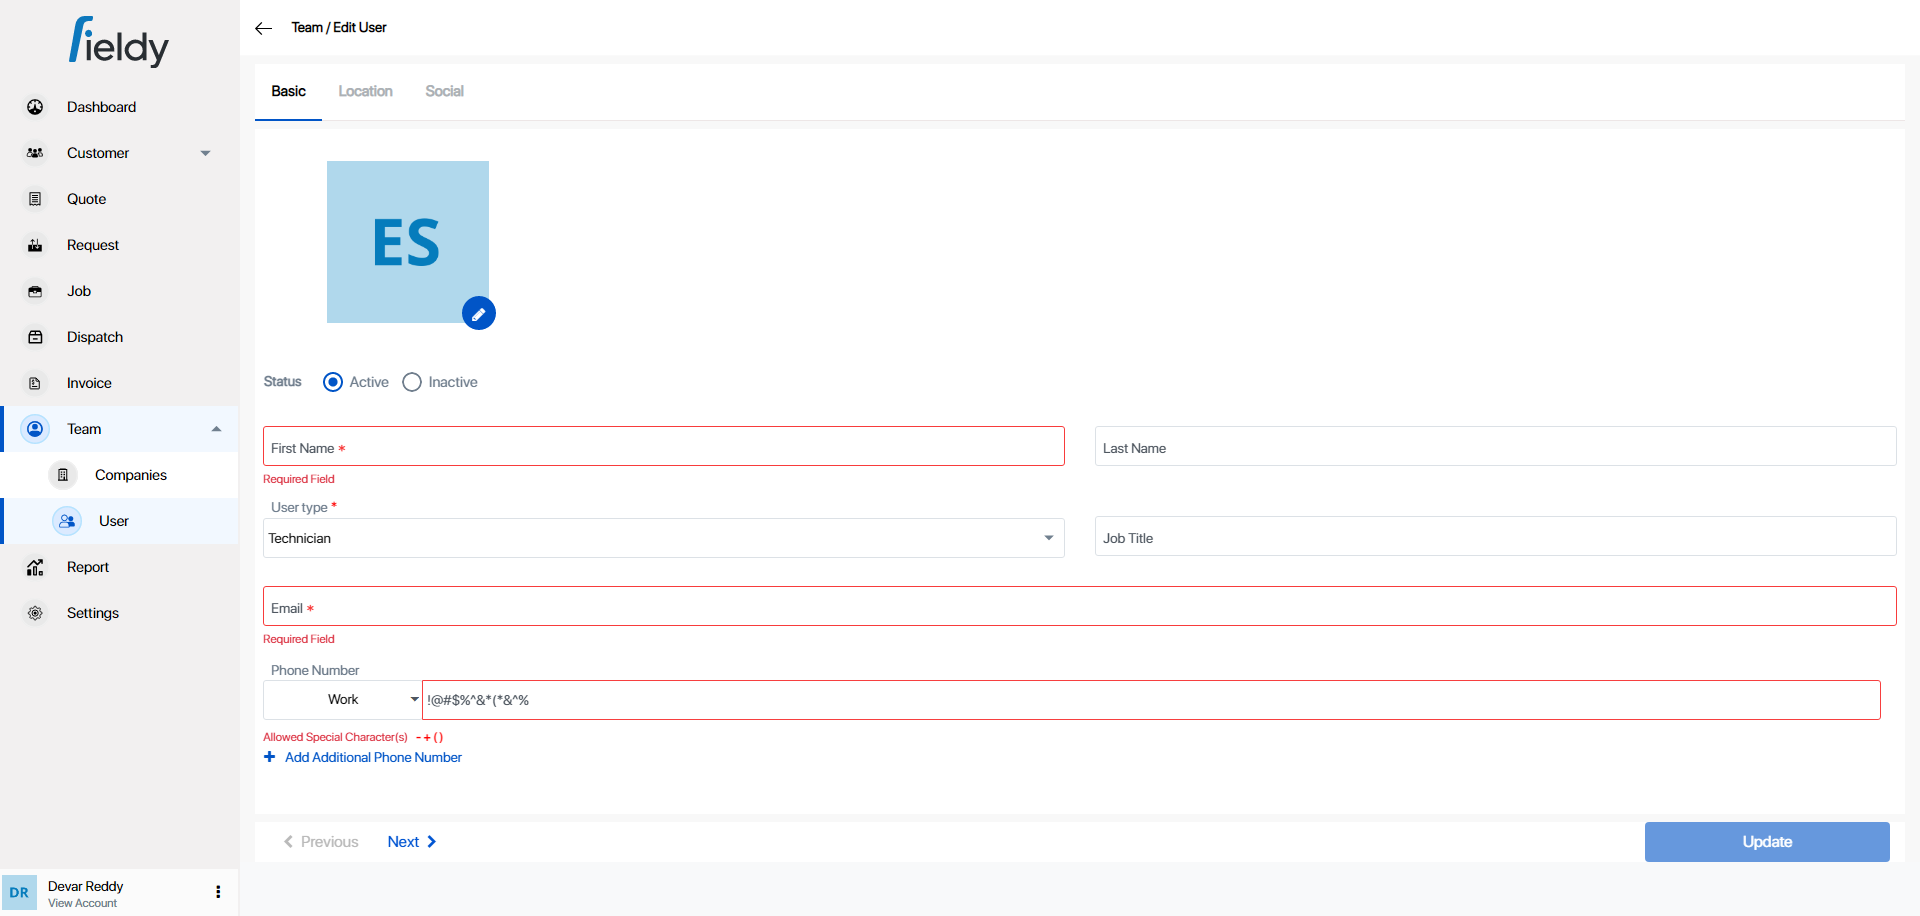 fieldy
Team / Edit User
Dashboard
Customer
Quote
Request
Job
Dispatch
Invoice
Team
Companies
User
Report
Settings
DR
Devar Reddy
View Account
Basic Location Social
ES
Status Active Inactive
First Name * Last Name
Required Field
User type *
Technician Job Title
Email *
Required Field
Phone Number
Work !@#$%^&*(*&^%
Allowed Special Character(s) - + ( )
+ Add Additional Phone Number
Previous Next Update